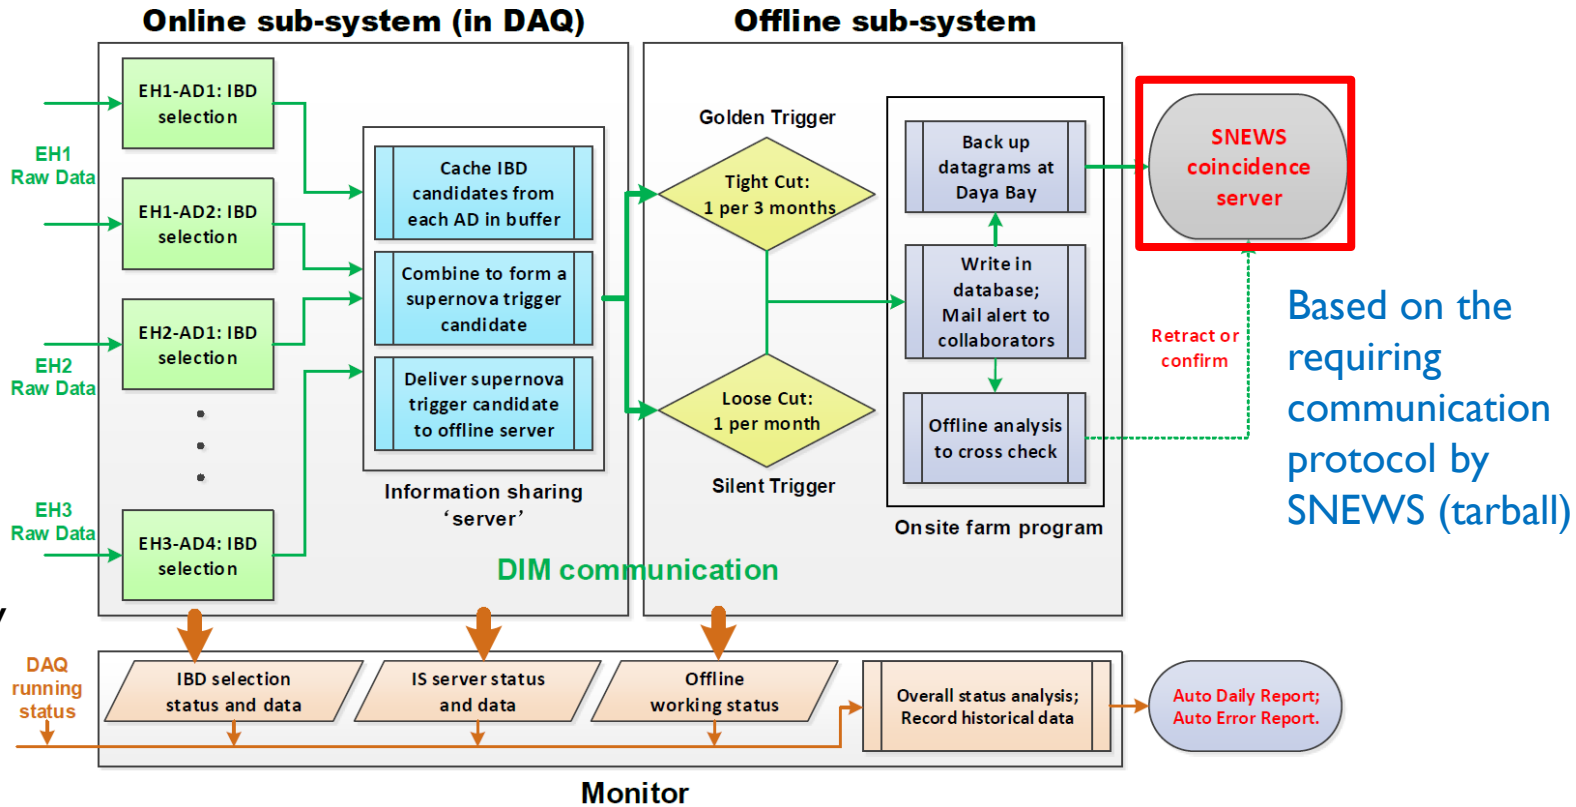 Online sub-system (in DAQ)
Offline sub-system
EH1-AD1: IBD
selection
EH1
Raw Data
EH1-AD2: IBD
selection
EH2-AD1: IBD
selection
EH2
Raw Data
EH3
Raw Data
EH3-AD4: IBD
selection
Cache IBD
candidates from
each AD in buffer
Combine to form a
supernova trigger
candidate
Deliver supernova
trigger candidate
to offline server
Information sharing
‘server’
DIM communication
Golden Trigger
Tight Cut:
1 per 3 months
Loose Cut:
1 per month
Silent Trigger
Back up
datagrams at
Daya Bay
Write in
database;
Mail alert to
collaborators
Offline analysis
to cross check
Onsite farm program
SNEWS
coincidence
server
Retract or
confirm
Based on the
requiring
communication
protocol by
SNEWS (tarball)
DAQ
running
status
IBD selection
status and data
IS server status
and data
Offline
working status
Overall status analysis;
Record historical data
Auto Daily Report;
Auto Error Report.
Monitor